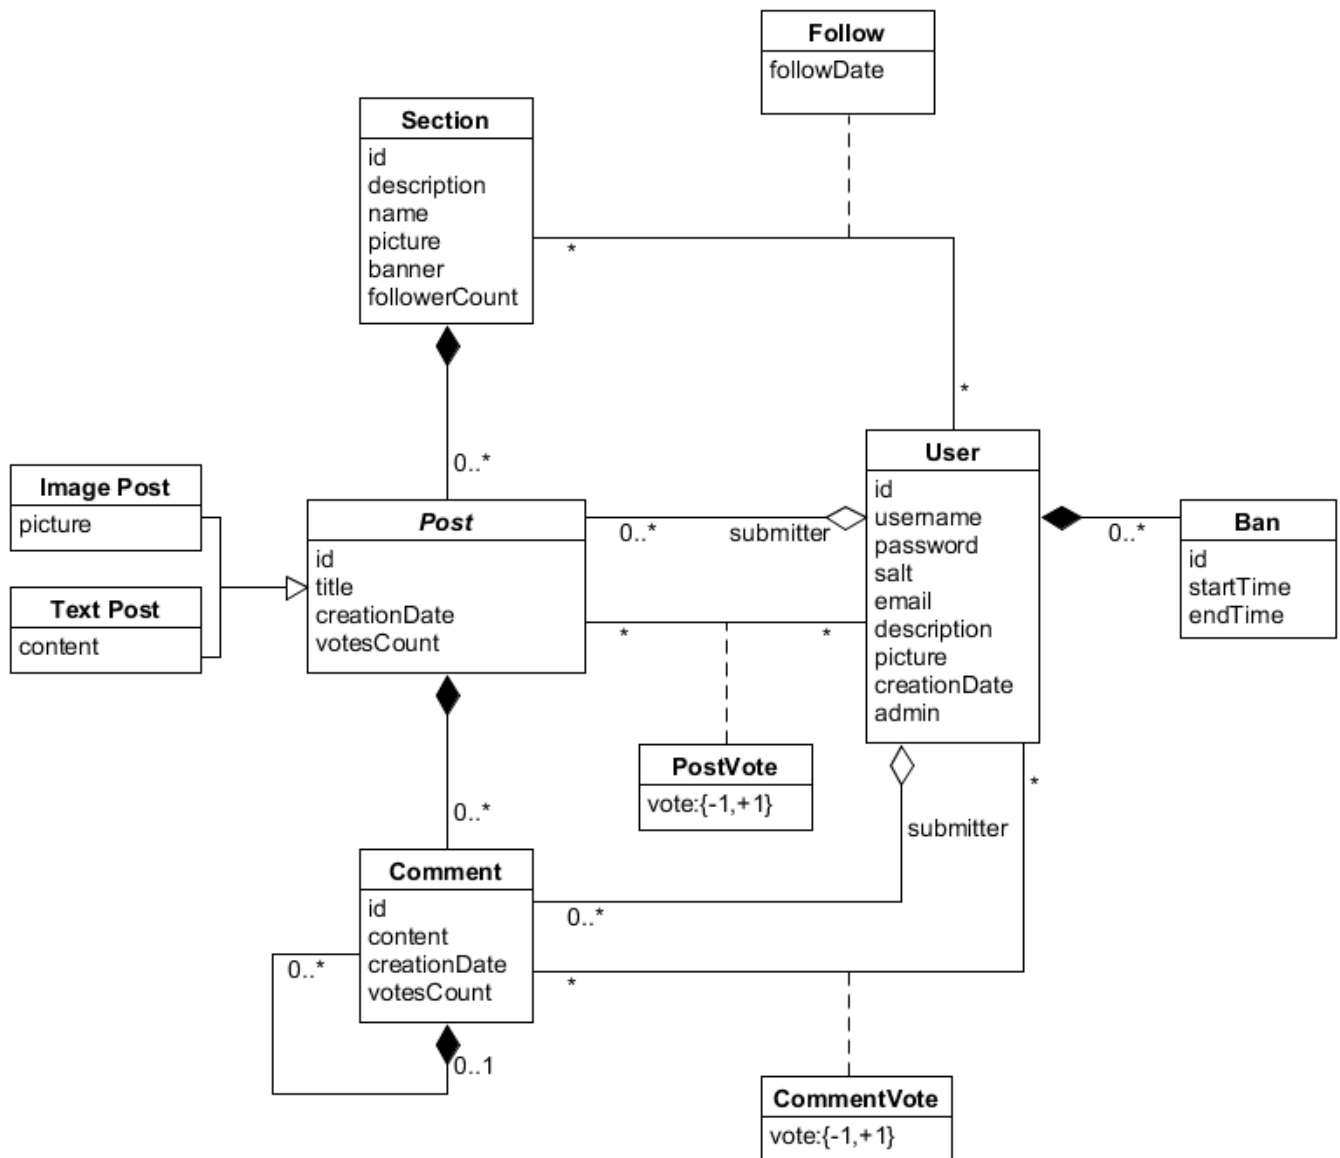 Follow
followDate
Section
id
description
name
picture
banner
followerCount
*
*
0..*
Image Post
picture
Text Post
content
Post
id
title
creationDate
votesCount
0..*
submitter
*
*
User
id
username
password
salt
email
description
picture
creationDate
admin
0..*
Ban
id
startTime
endTime
PostVote
vote:{-1,+1}
*
submitter
0..*
Comment
id
content
creationDate
votesCount
0..*
0..*
0..1
*
CommentVote
vote:{-1,+1}